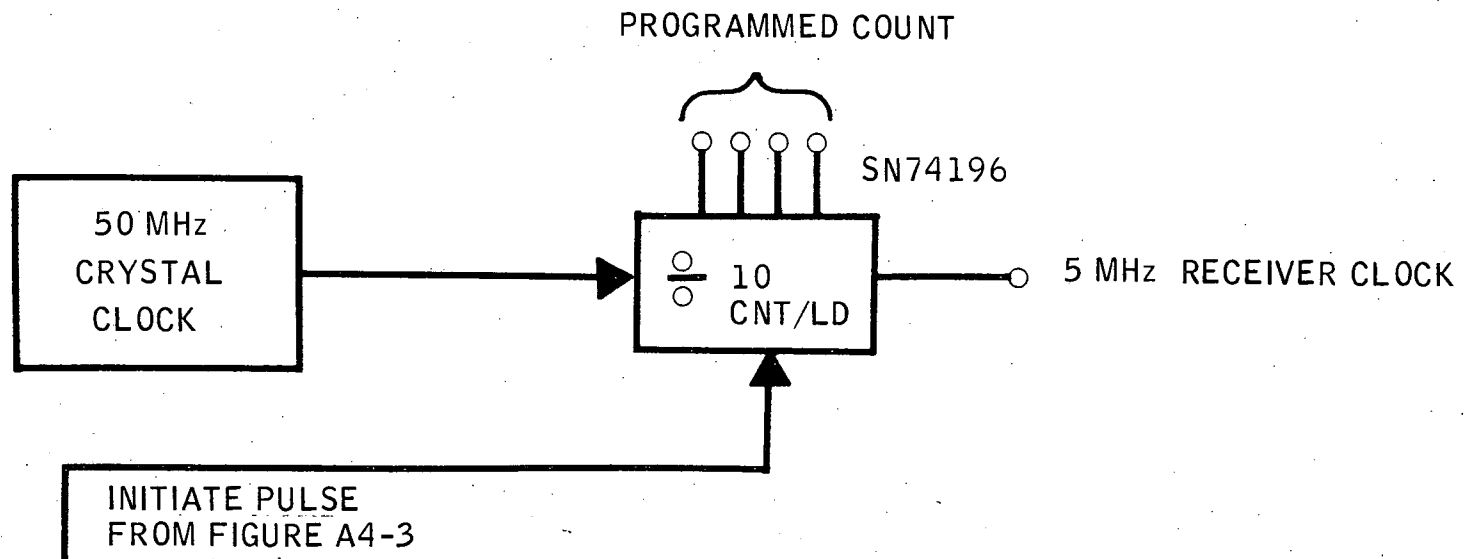 PROGRAMMED COUNT
SN74196
50 MHz
CRYSTAL
CLOCK
÷ 10
CNT/LD
5 MHz RECEIVER CLOCK
INITIATE PULSE
FROM FIGURE A4-3